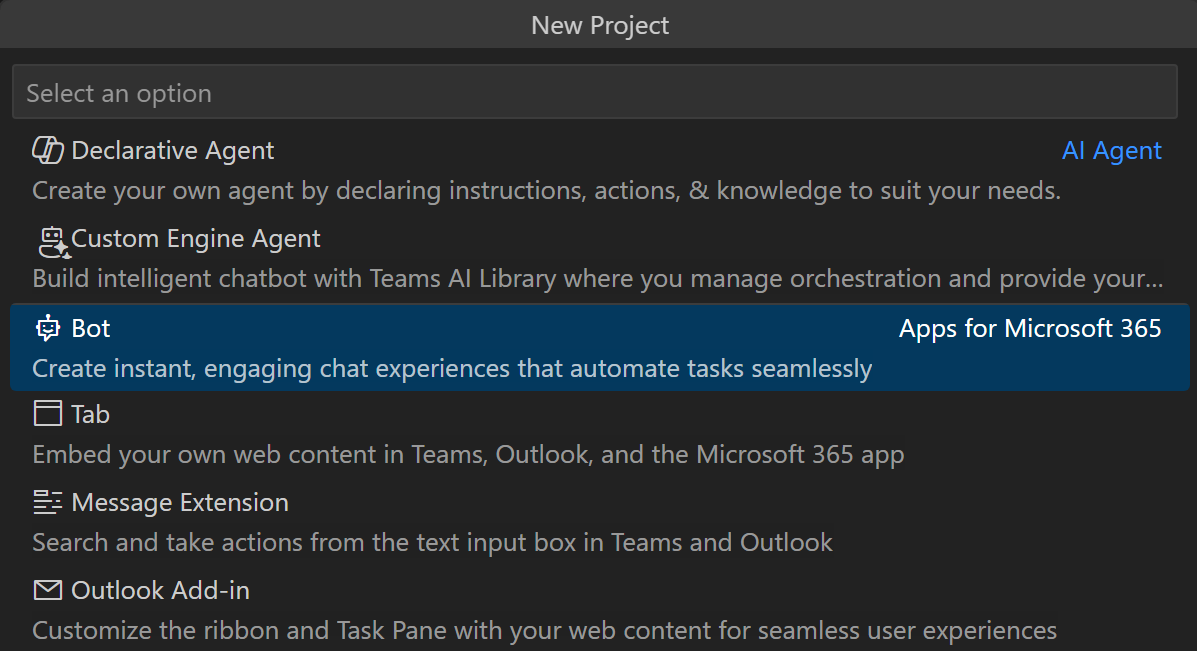 New Project
Select an option
Declarative Agent AI Agent
Create your own agent by declaring instructions, actions, & knowledge to suit your needs.
Custom Engine Agent
Build intelligent chatbot with Teams AI Library where you manage orchestration and provide your...
Bot Apps for Microsoft 365
Create instant, engaging chat experiences that automate tasks seamlessly
Tab
Embed your own web content in Teams, Outlook, and the Microsoft 365 app
Message Extension
Search and take actions from the text input box in Teams and Outlook
Outlook Add-in
Customize the ribbon and Task Pane with your web content for seamless user experiences